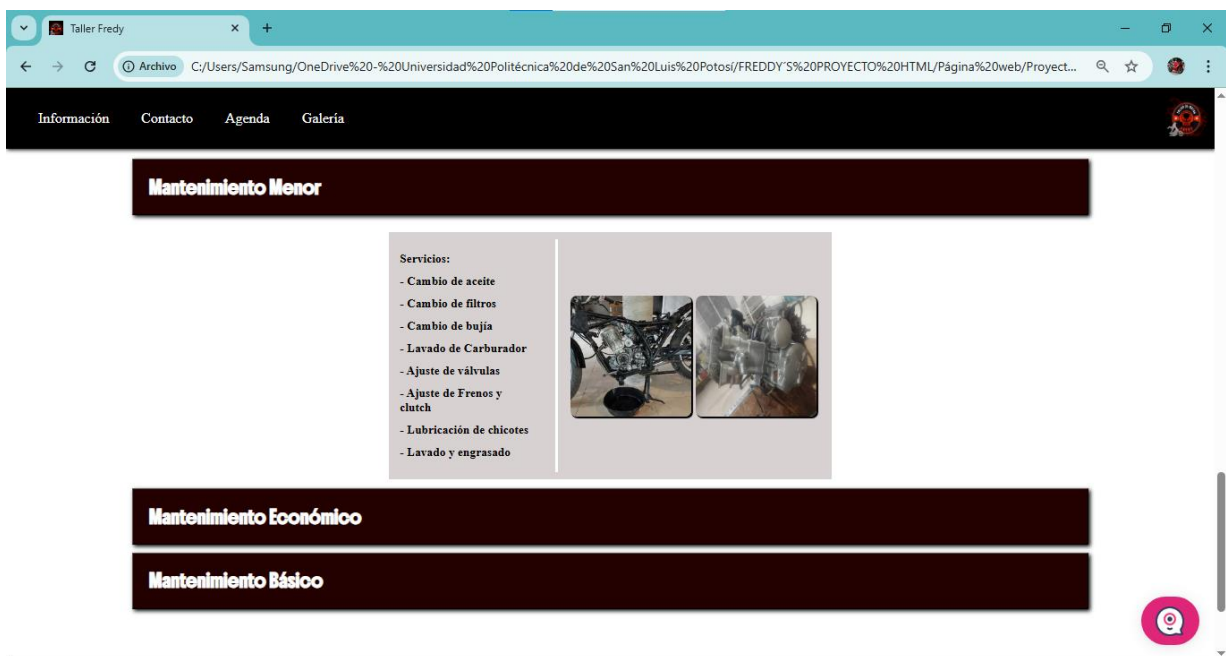 Taller Fredy
Archivo C:/Users/Samsung/OneDrive%20-%20Universidad%20Politécnica%20de%20San%20Luis%20Potosí/FREDDY´S%20PROYECTO%20HTML/Página%20web/Proyect...
Información Contacto Agenda Galería
Mantenimiento Menor
Servicios:
- Cambio de aceite
- Cambio de filtros
- Cambio de bujía
- Lavado de Carburador
- Ajuste de válvulas
- Ajuste de Frenos y
clutch
- Lubricación de chicotes
- Lavado y engrasado
Mantenimiento Económico
Mantenimiento Básico